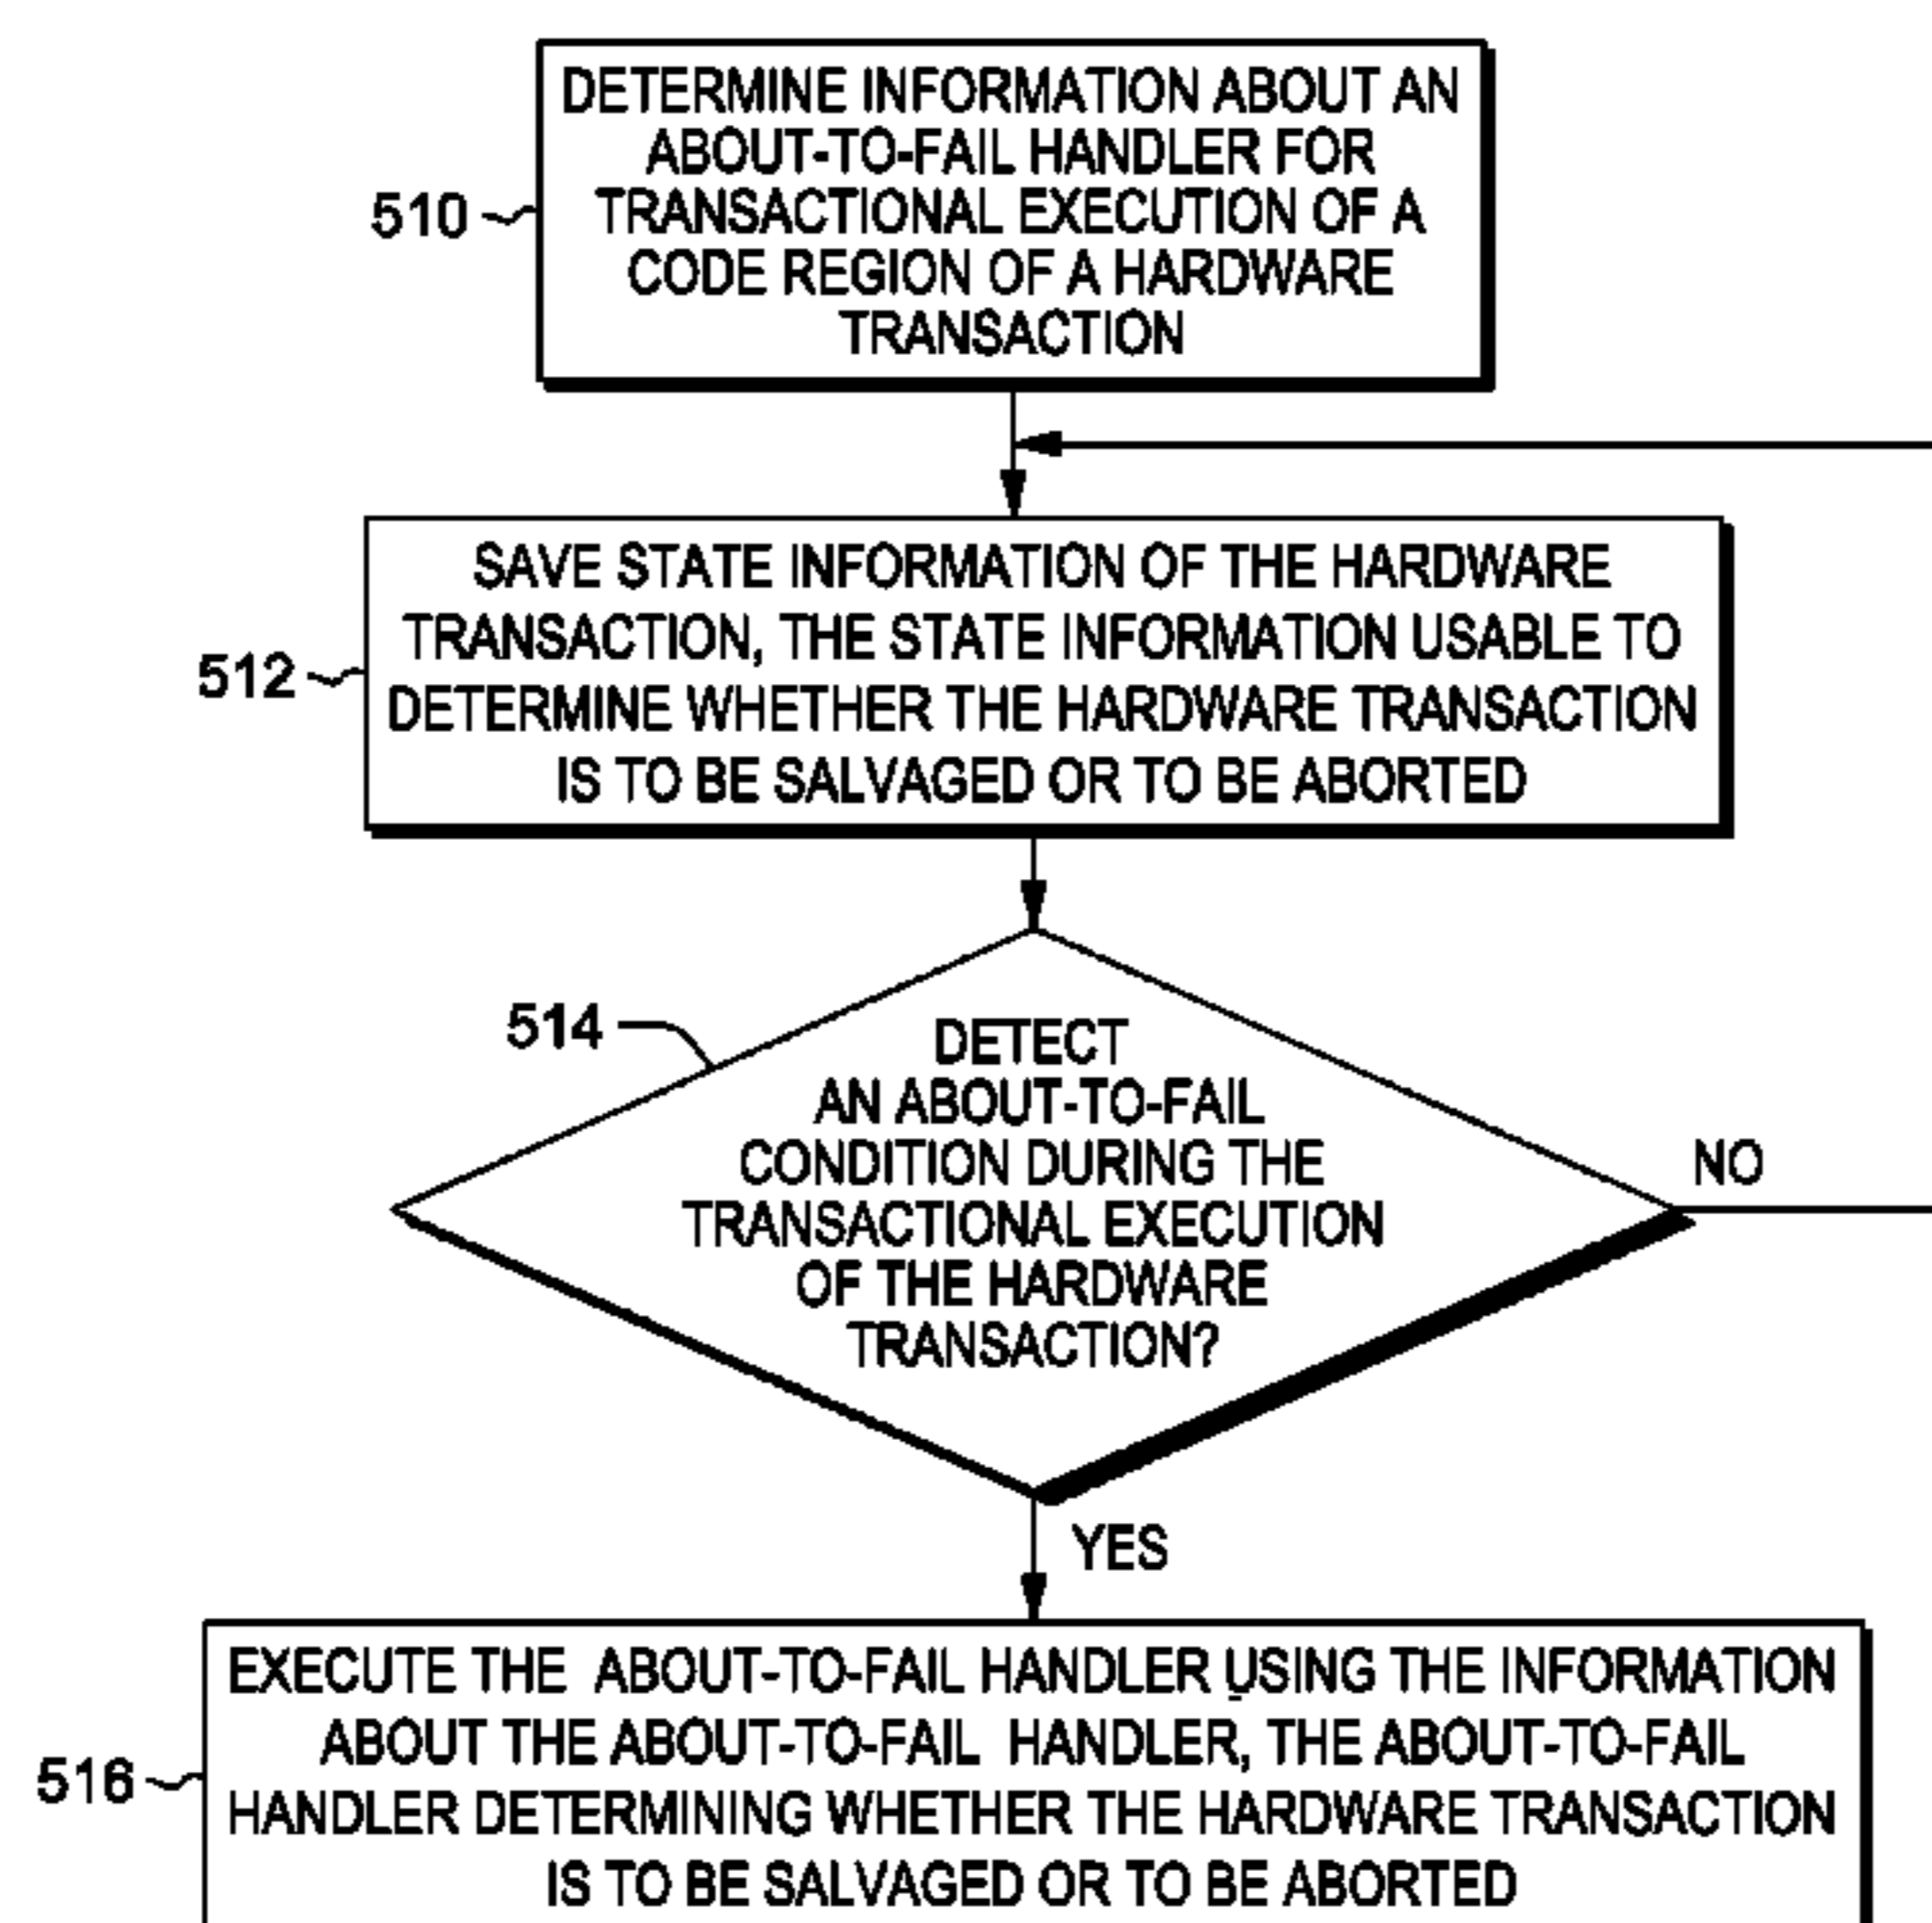 DETERMINE INFORMATION ABOUT AN
ABOUT-TO-FAIL HANDLER FOR
TRANSACTIONAL EXECUTION OF A
CODE REGION OF A HARDWARE
TRANSACTION
510
SAVE STATE INFORMATION OF THE HARDWARE
TRANSACTION, THE STATE INFORMATION USABLE TO
DETERMINE WHETHER THE HARDWARE TRANSACTION
IS TO BE SALVAGED OR TO BE ABORTED
512
514
DETECT
AN ABOUT-TO-FAIL
CONDITION DURING THE
TRANSACTIONAL EXECUTION
OF THE HARDWARE
TRANSACTION?
NO
YES
EXECUTE THE ABOUT-TO-FAIL HANDLER USING THE INFORMATION
ABOUT THE ABOUT-TO-FAIL HANDLER, THE ABOUT-TO-FAIL
HANDLER DETERMINING WHETHER THE HARDWARE TRANSACTION
IS TO BE SALVAGED OR TO BE ABORTED
516